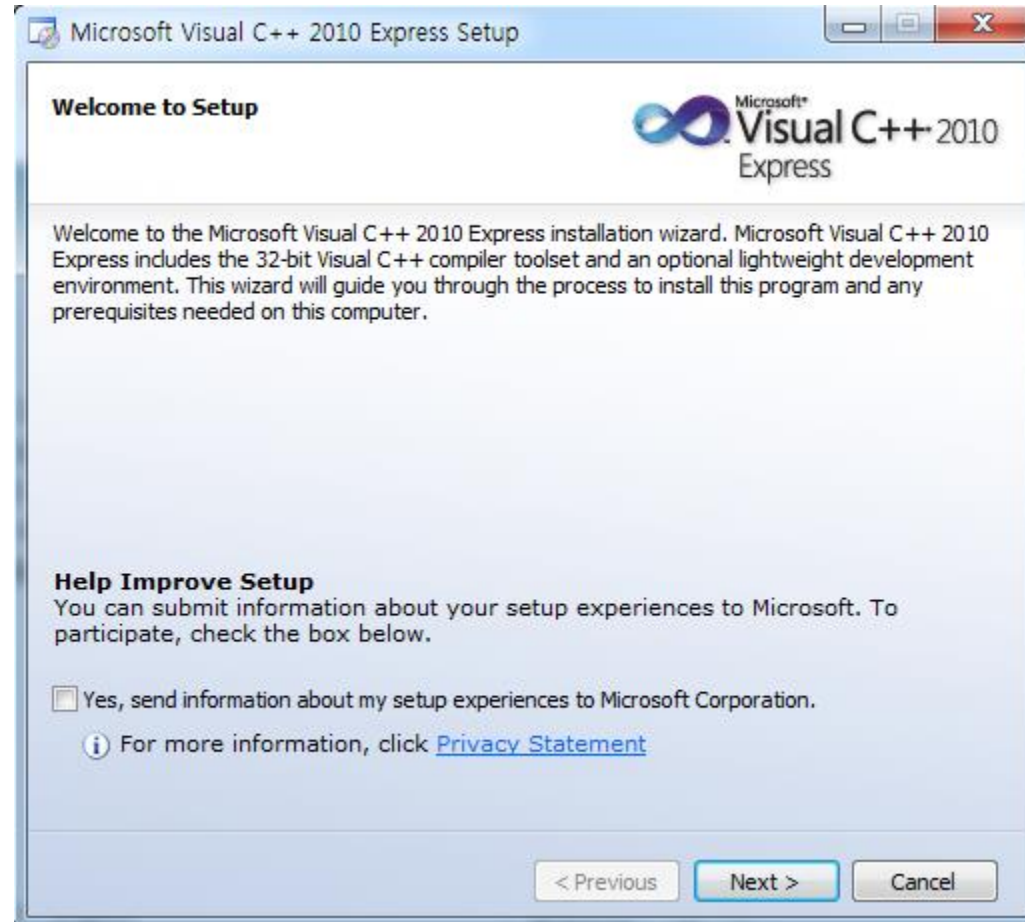 Microsoft Visual C++ 2010 Express Setup
Welcome to Setup
Microsoft®
Visual C++ 2010
Express
Welcome to the Microsoft Visual C++ 2010 Express installation wizard. Microsoft Visual C++ 2010
Express includes the 32-bit Visual C++ compiler toolset and an optional lightweight development
environment. This wizard will guide you through the process to install this program and any
prerequisites needed on this computer.
Help Improve Setup
You can submit information about your setup experiences to Microsoft. To
participate, check the box below.
Yes, send information about my setup experiences to Microsoft Corporation.
For more information, click Privacy Statement
< Previous
Next >
Cancel